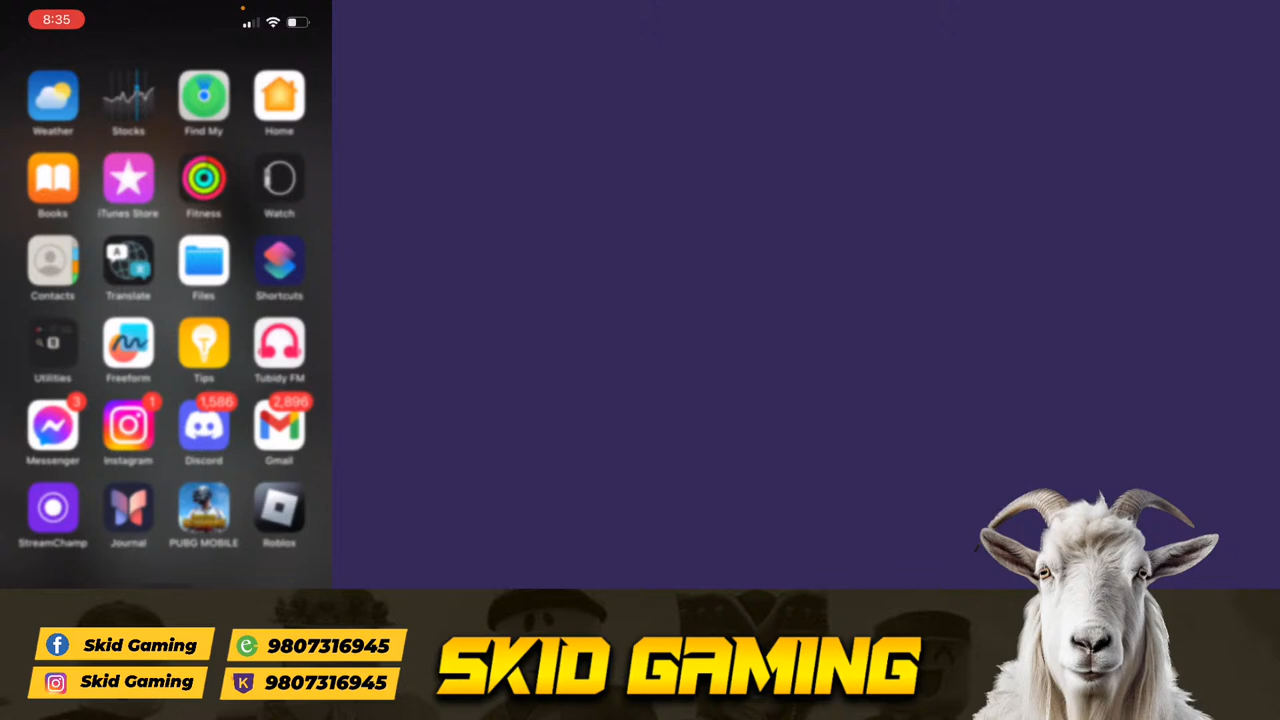 8:35
Weather Stocks Find My Home
Books iTunes Store Fitness Watch
Contacts Translate Files Shortcuts
Utilities Freeform Tips Tubidy FM
3 1 1,586 2,896
Messenger Instagram Discord Gmail
StreamChamp Journal PUBG MOBILE Roblox
Skid Gaming 9807316945
Skid Gaming 9807316945
SKID GAMING